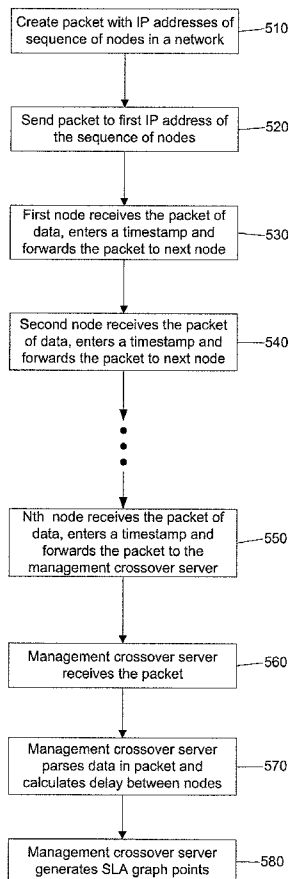 Create packet with IP addresses of
sequence of nodes in a network
510
Send packet to first IP address of
the sequence of nodes
520
First node receives the packet of
data, enters a timestamp and
forwards the packet to next node
530
Second node receives the packet
of data, enters a timestamp and
forwards the packet to next node
540
Nth node receives the packet of
data, enters a timestamp and
forwards the packet to the
management crossover server
550
Management crossover server
receives the packet
560
Management crossover server
parses data in packet and
calculates delay between nodes
570
Management crossover server
generates SLA graph points
580